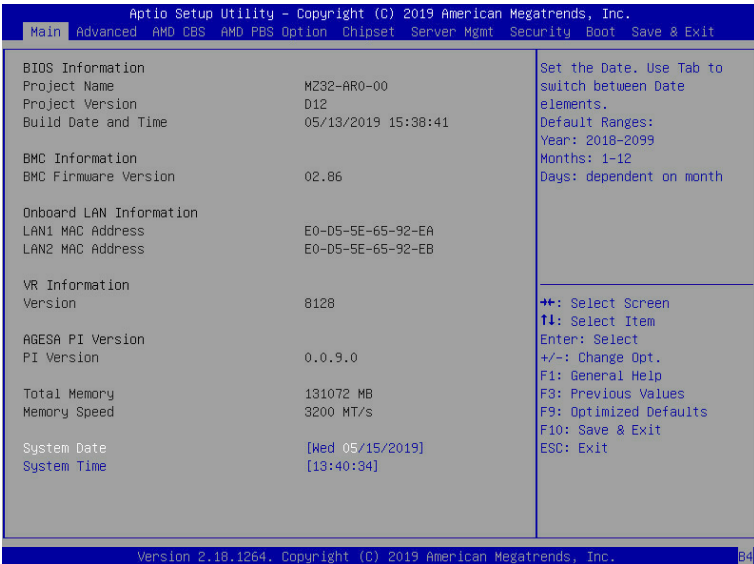 Aptio Setup Utility – Copyright (C) 2019 American Megatrends, Inc.
Main Advanced AMD CBS AMD PBS Option Chipset Server Mgmt Security Boot Save & Exit
BIOS Information
Project Name MZ32-AR0-00
Project Version D12
Build Date and Time 05/13/2019 15:38:41
BMC Information
BMC Firmware Version 02.86
Onboard LAN Information
LAN1 MAC Address E0-D5-5E-65-92-EA
LAN2 MAC Address E0-D5-5E-65-92-EB
VR Information
Version 8128
AGESA PI Version
PI Version 0.0.9.0
Total Memory 131072 MB
Memory Speed 3200 MT/s
System Date [Wed 05/15/2019]
System Time [13:40:34]
Set the Date. Use Tab to
switch between Date
elements.
Default Ranges:
Year: 2018-2099
Months: 1-12
Days: dependent on month
→←: Select Screen
↑↓: Select Item
Enter: Select
+/-: Change Opt.
F1: General Help
F3: Previous Values
F9: Optimized Defaults
F10: Save & Exit
ESC: Exit
Version 2.18.1264. Copyright (C) 2019 American Megatrends, Inc.
B4